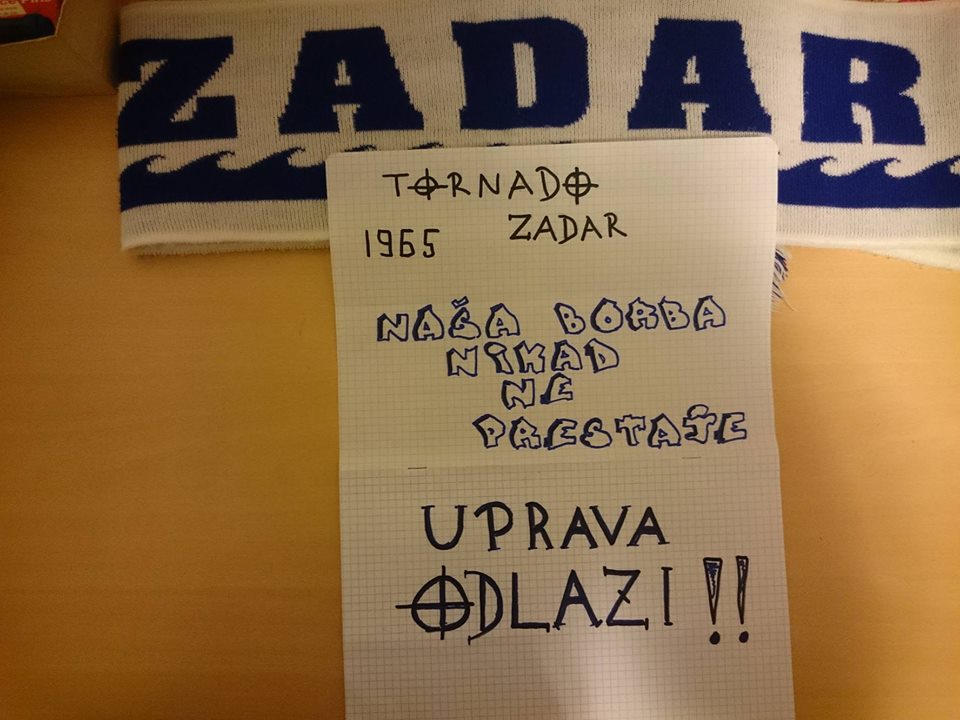 ZADAR
TORNADO
ZADAR
1965
NAŠA BORBA
NIKAD
NE
PRESTAJE
UPRAVA
ODLAZI!!